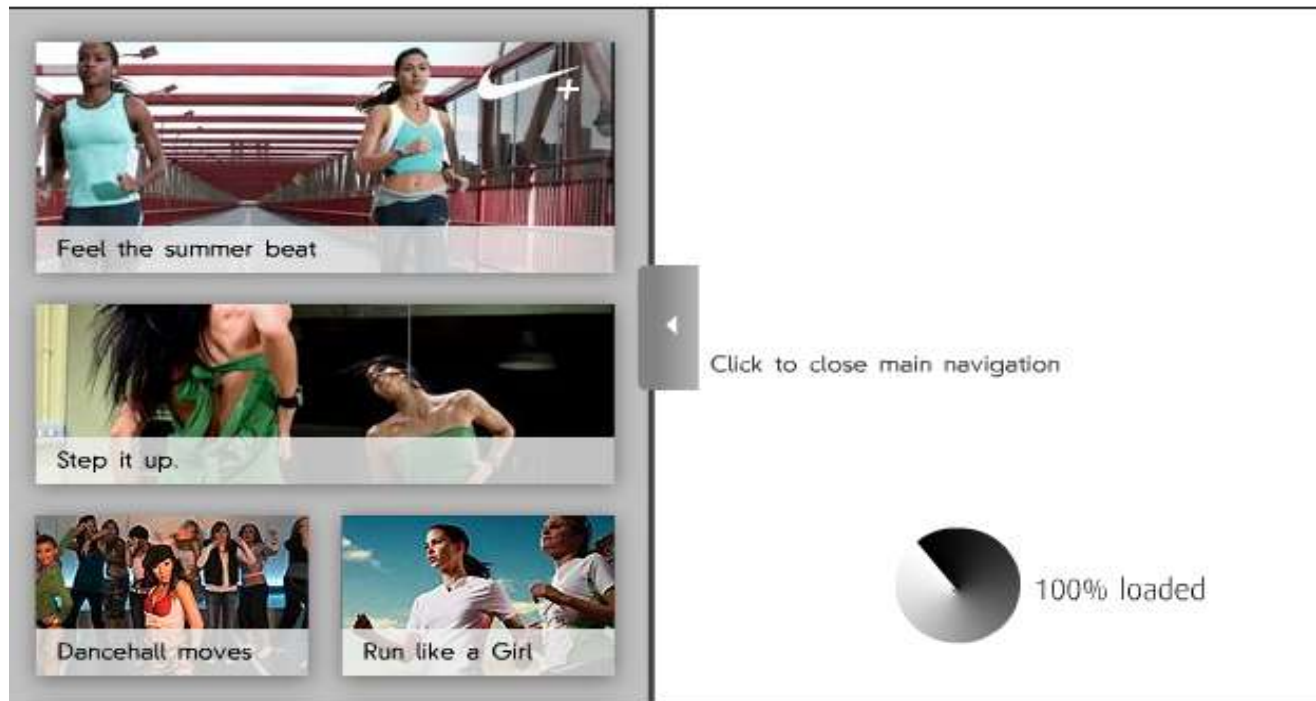 Feel the summer beat
Step it up.
Dancehall moves
Run like a Girl
Click to close main navigation
100% loaded